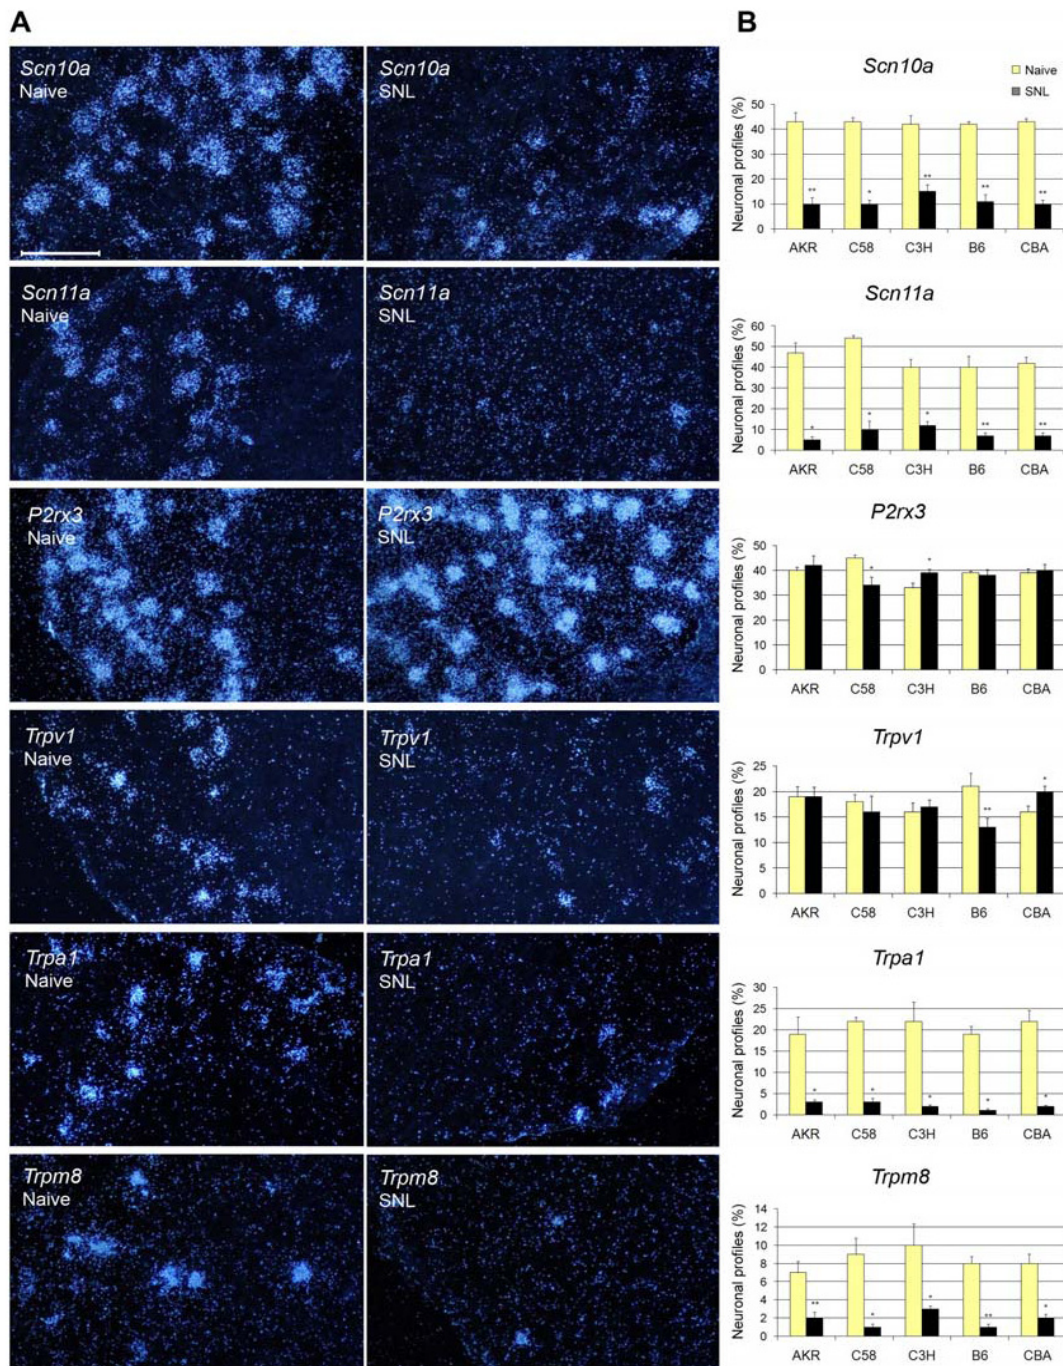 A
B
Scn10a
Naive
Scn10a
SNL
Scn11a
Naive
Scn11a
SNL
P2rx3
Naive
P2rx3
SNL
Trpv1
Naive
Trpv1
SNL
Trpa1
Naive
Trpa1
SNL
Trpm8
Naive
Trpm8
SNL
Scn10a
Naive
SNL
Neuronal profiles (%)
50
40
30
20
10
0
** * ** ** **
AKR C58 C3H B6 CBA
Scn11a
Neuronal profiles (%)
60
50
40
30
20
10
0
* * * ** **
AKR C58 C3H B6 CBA
P2rx3
Neuronal profiles (%)
50
40
30
20
10
0
* *
AKR C58 C3H B6 CBA
Trpv1
Neuronal profiles (%)
25
20
15
10
5
0
** *
AKR C58 C3H B6 CBA
Trpa1
Neuronal profiles (%)
30
25
20
15
10
5
0
* * * * *
AKR C58 C3H B6 CBA
Trpm8
Neuronal profiles (%)
14
12
10
8
6
4
2
0
** * * ** *
AKR C58 C3H B6 CBA